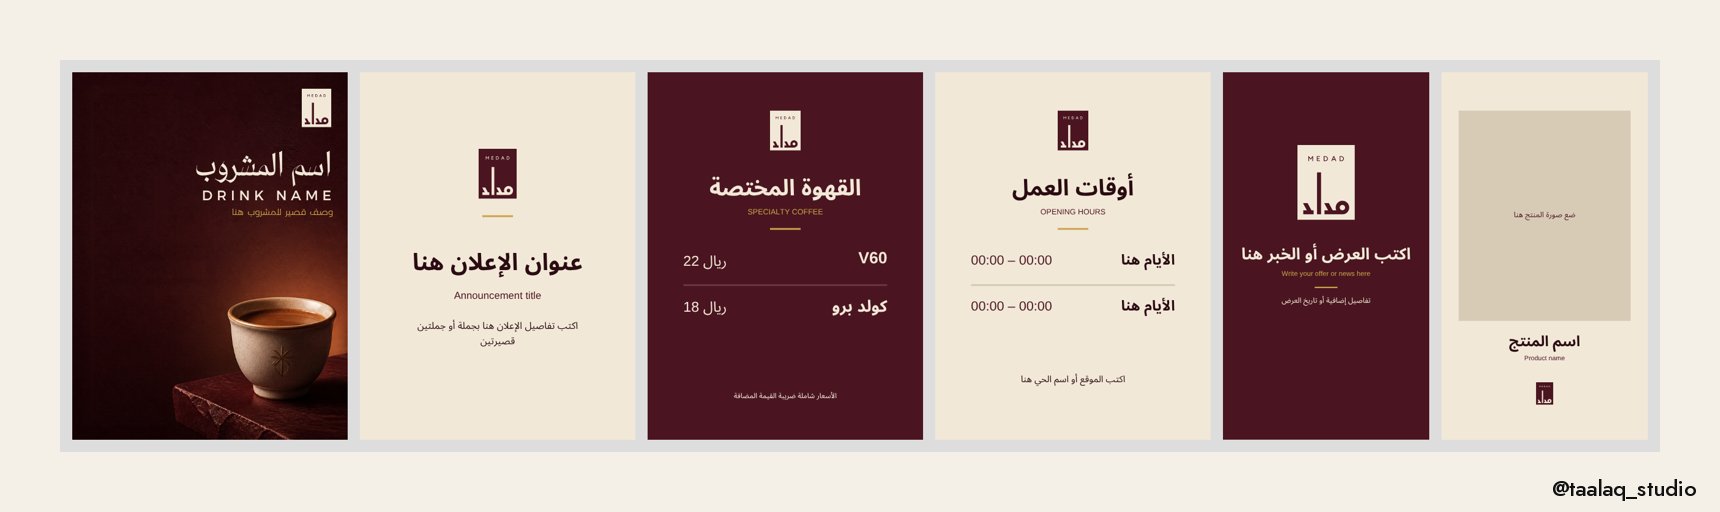 MEDAD
مداد
اسم المشروب
DRINK NAME
وصف قصير للمشروب هنا
MEDAD
مداد
عنوان الإعلان هنا
Announcement title
اكتب تفاصيل الإعلان هنا بجملة أو جملتين
قصيرتين
MEDAD
مداد
القهوة المختصة
SPECIALTY COFFEE
V60
22 ريال
كولد برو
18 ريال
الأسعار شاملة ضريبة القيمة المضافة
MEDAD
مداد
أوقات العمل
OPENING HOURS
الأيام هنا
00:00 – 00:00
الأيام هنا
00:00 – 00:00
اكتب الموقع أو اسم الحي هنا
MEDAD
مداد
اكتب العرض أو الخبر هنا
Write your offer or news here
تفاصيل إضافية أو تاريخ العرض
ضع صورة المنتج هنا
اسم المنتج
Product name
مداد
@taalaq_studio